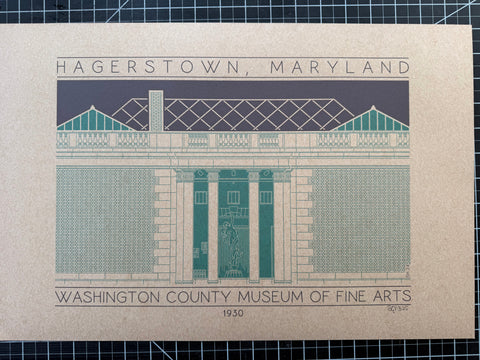 HAGERSTOWN, MARYLAND
WASHINGTON COUNTY MUSEUM OF FINE ARTS
1930